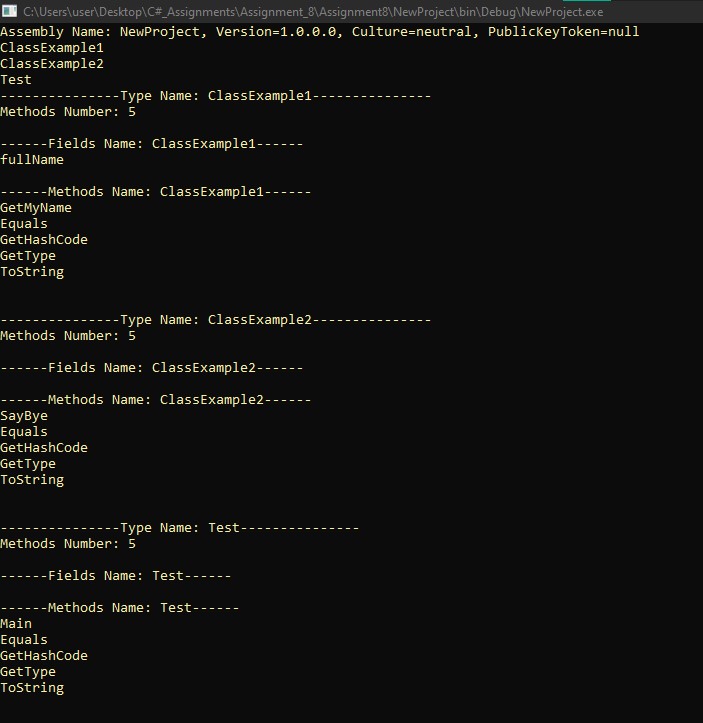 C:\Users\user\Desktop\C#_Assignments\Assignment_8\Assignment8\NewProject\bin\Debug\NewProject.exe
Assembly Name: NewProject, Version=1.0.0.0, Culture=neutral, PublicKeyToken=null
ClassExample1
ClassExample2
Test
---------------Type Name: ClassExample1---------------
Methods Number: 5
------Fields Name: ClassExample1------
fullName
------Methods Name: ClassExample1------
GetMyName
Equals
GetHashCode
GetType
ToString
---------------Type Name: ClassExample2---------------
Methods Number: 5
------Fields Name: ClassExample2------
------Methods Name: ClassExample2------
SayBye
Equals
GetHashCode
GetType
ToString
---------------Type Name: Test---------------
Methods Number: 5
------Fields Name: Test------
------Methods Name: Test------
Main
Equals
GetHashCode
GetType
ToString